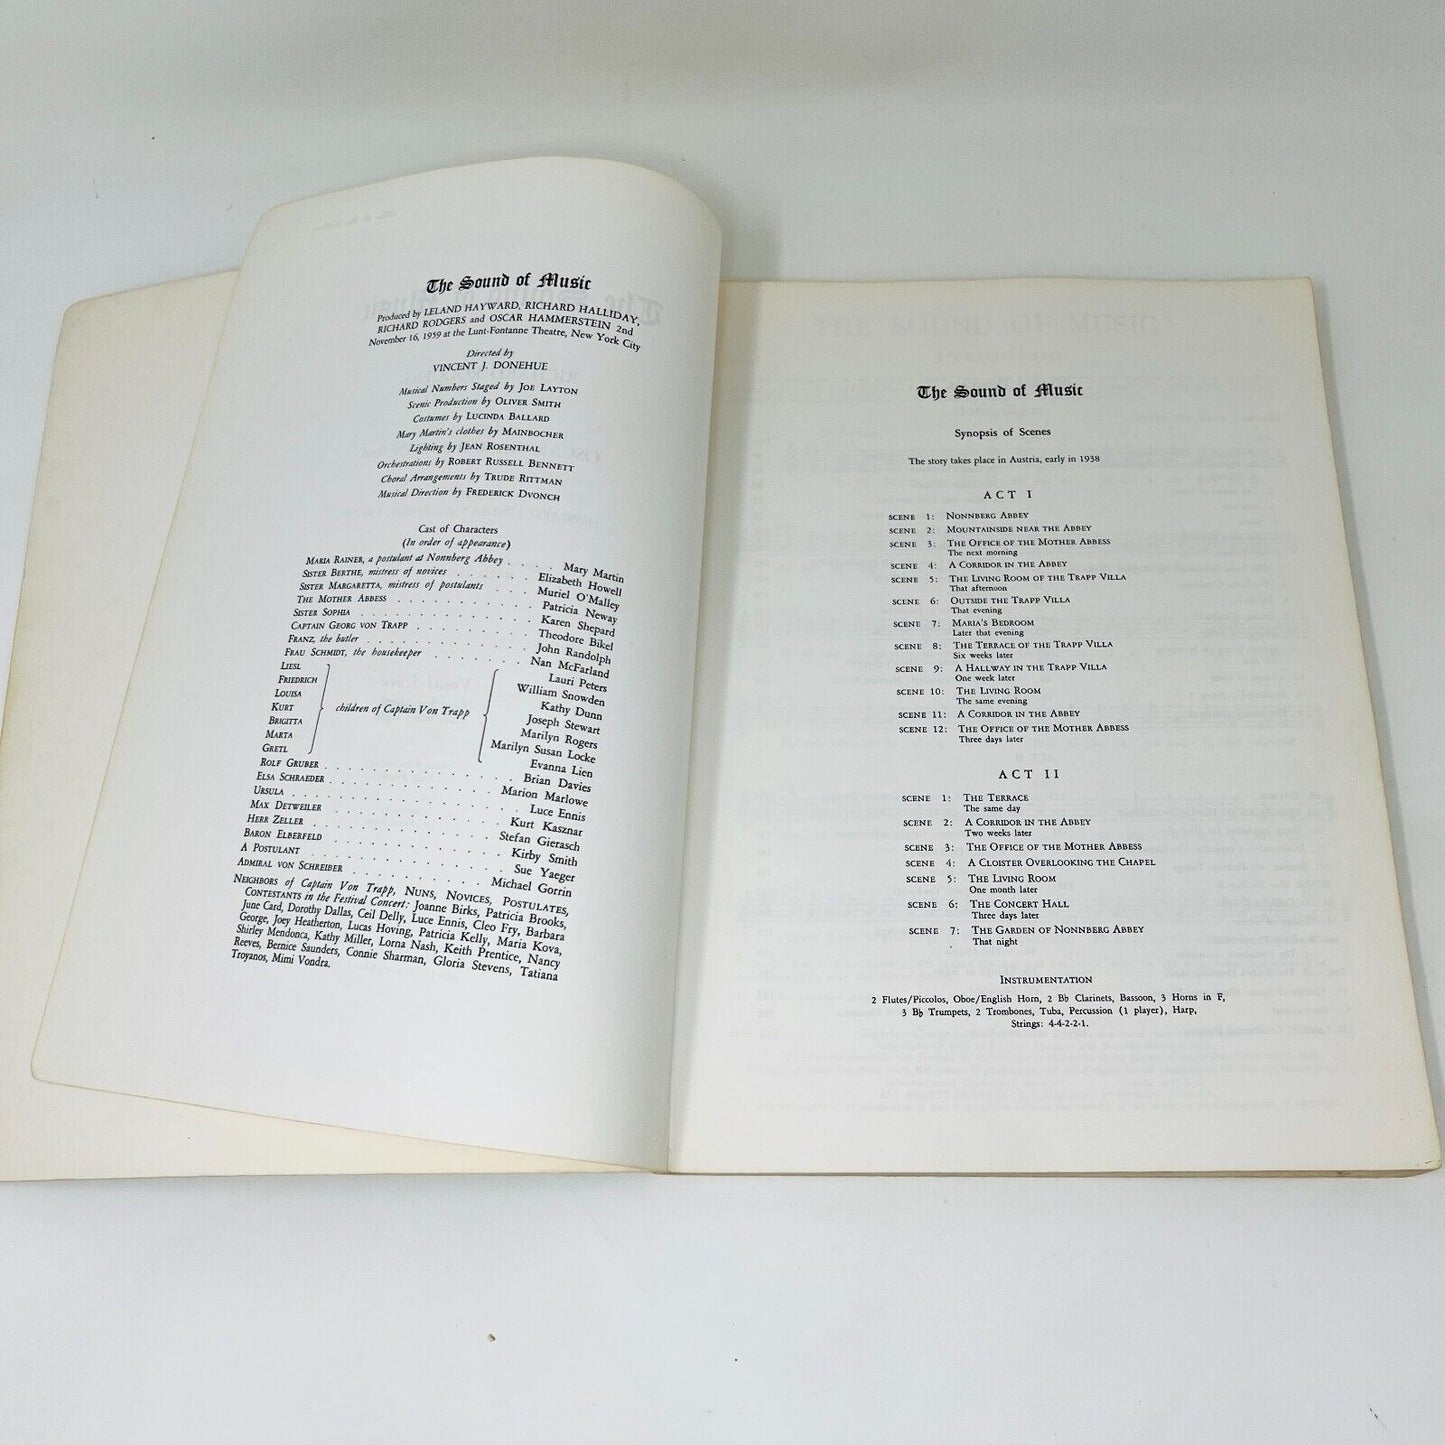 The Sound of Music
Produced by LELAND HAYWARD, RICHARD HALLIDAY,
RICHARD RODGERS and OSCAR HAMMERSTEIN 2nd
November 16, 1959 at the Lunt-Fontanne Theatre, New York City
Directed by
VINCENT J. DONEHUE
Musical Numbers Staged by JOE LAYTON
Scenic Production by OLIVER SMITH
Costumes by LUCINDA BALLARD
Mary Martin's clothes by MAINBOCHER
Lighting by JEAN ROSENTHAL
Orchestrations by ROBERT RUSSELL BENNETT
Choral Arrangements by TRUDE RITTMAN
Musical Direction by FREDERICK DVONCH
Cast of Characters
(In order of appearance)
MARIA RAINER, a postulant at Nonnberg Abbey . . . . Mary Martin
SISTER BERTHE, mistress of novices . . . . . . . Elizabeth Howell
SISTER MARGARETTA, mistress of postulants . . . Muriel O'Malley
THE MOTHER ABBESS . . . . . . . . . . . Patricia Neway
SISTER SOPHIA . . . . . . . . . . . . . Karen Shepard
CAPTAIN GEORG VON TRAPP . . . . . . . . . Theodore Bikel
FRANZ, the butler . . . . . . . . . . . . John Randolph
FRAU SCHMIDT, the housekeeper . . . . . . . Nan McFarland
LIESL Lauri Peters
FRIEDRICH William Snowden
LOUISA Kathy Dunn
KURT children of Captain Von Trapp Joseph Stewart
BRIGITTA Marilyn Rogers
MARTA Marilyn Susan Locke
GRETL Evanna Lien
ROLF GRUBER . . . . . . . . . . . . . Brian Davies
ELSA SCHRAEDER . . . . . . . . . . . . Marion Marlowe
URSULA . . . . . . . . . . . . . . . Luce Ennis
MAX DETWEILER . . . . . . . . . . . . Kurt Kasznar
HERR ZELLER . . . . . . . . . . . . . Stefan Gierasch
BARON ELBERFELD . . . . . . . . . . . . Kirby Smith
A POSTULANT . . . . . . . . . . . . . Sue Yaeger
ADMIRAL VON SCHREIBER . . . . . . . . . Michael Gorrin
NEIGHBORS of Captain Von Trapp, NUNS, NOVICES, POSTULATES,
CONTESTANTS in the Festival Concert: Joanne Birks, Patricia Brooks,
June Card, Dorothy Dallas, Ceil Delly, Luce Ennis, Cleo Fry, Barbara
George, Joey Heatherton, Lucas Hoving, Patricia Kelly, Maria Kova,
Shirley Mendonca, Kathy Miller, Lorna Nash, Keith Prentice, Nancy
Reeves, Bernice Saunders, Connie Sharman, Gloria Stevens, Tatiana
Troyanos, Mimi Vondra.
The Sound of Music
Synopsis of Scenes
The story takes place in Austria, early in 1938
ACT I
SCENE 1: NONNBERG ABBEY
SCENE 2: MOUNTAINSIDE NEAR THE ABBEY
SCENE 3: THE OFFICE OF THE MOTHER ABBESS
The next morning
SCENE 4: A CORRIDOR IN THE ABBEY
SCENE 5: THE LIVING ROOM OF THE TRAPP VILLA
That afternoon
SCENE 6: OUTSIDE THE TRAPP VILLA
That evening
SCENE 7: MARIA'S BEDROOM
Later that evening
SCENE 8: THE TERRACE OF THE TRAPP VILLA
Six weeks later
SCENE 9: A HALLWAY IN THE TRAPP VILLA
One week later
SCENE 10: THE LIVING ROOM
The same evening
SCENE 11: A CORRIDOR IN THE ABBEY
SCENE 12: THE OFFICE OF THE MOTHER ABBESS
Three days later
ACT II
SCENE 1: THE TERRACE
The same day
SCENE 2: A CORRIDOR IN THE ABBEY
Two weeks later
SCENE 3: THE OFFICE OF THE MOTHER ABBESS
SCENE 4: A CLOISTER OVERLOOKING THE CHAPEL
SCENE 5: THE LIVING ROOM
One month later
SCENE 6: THE CONCERT HALL
Three days later
SCENE 7: THE GARDEN OF NONNBERG ABBEY
That night
INSTRUMENTATION
2 Flutes/Piccolos, Oboe/English Horn, 2 B♭ Clarinets, Bassoon, 3 Horns in F,
3 B♭ Trumpets, 2 Trombones, Tuba, Percussion (1 player), Harp,
Strings: 4-4-2-2-1.